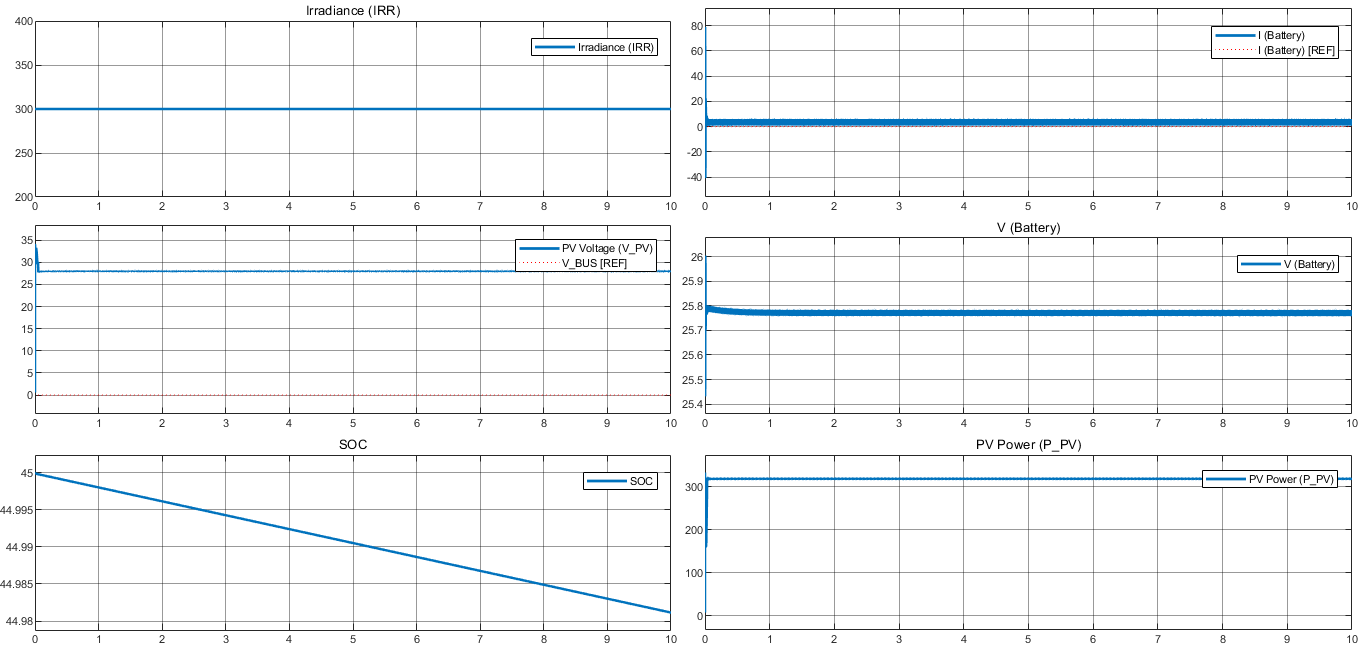 Irradiance (IRR)
400
350
300
250
200
Irradiance (IRR)
0 1 2 3 4 5 6 7 8 9 10
80
60
40
20
0
-20
-40
I (Battery)
I (Battery) [REF]
0 1 2 3 4 5 6 7 8 9 10
35
30
25
20
15
10
5
0
PV Voltage (V_PV)
V_BUS [REF]
0 1 2 3 4 5 6 7 8 9 10
V (Battery)
26
25.9
25.8
25.7
25.6
25.5
25.4
V (Battery)
0 1 2 3 4 5 6 7 8 9 10
SOC
45
44.995
44.99
44.985
44.98
SOC
0 1 2 3 4 5 6 7 8 9 10
PV Power (P_PV)
300
200
100
0
PV Power (P_PV)
0 1 2 3 4 5 6 7 8 9 10